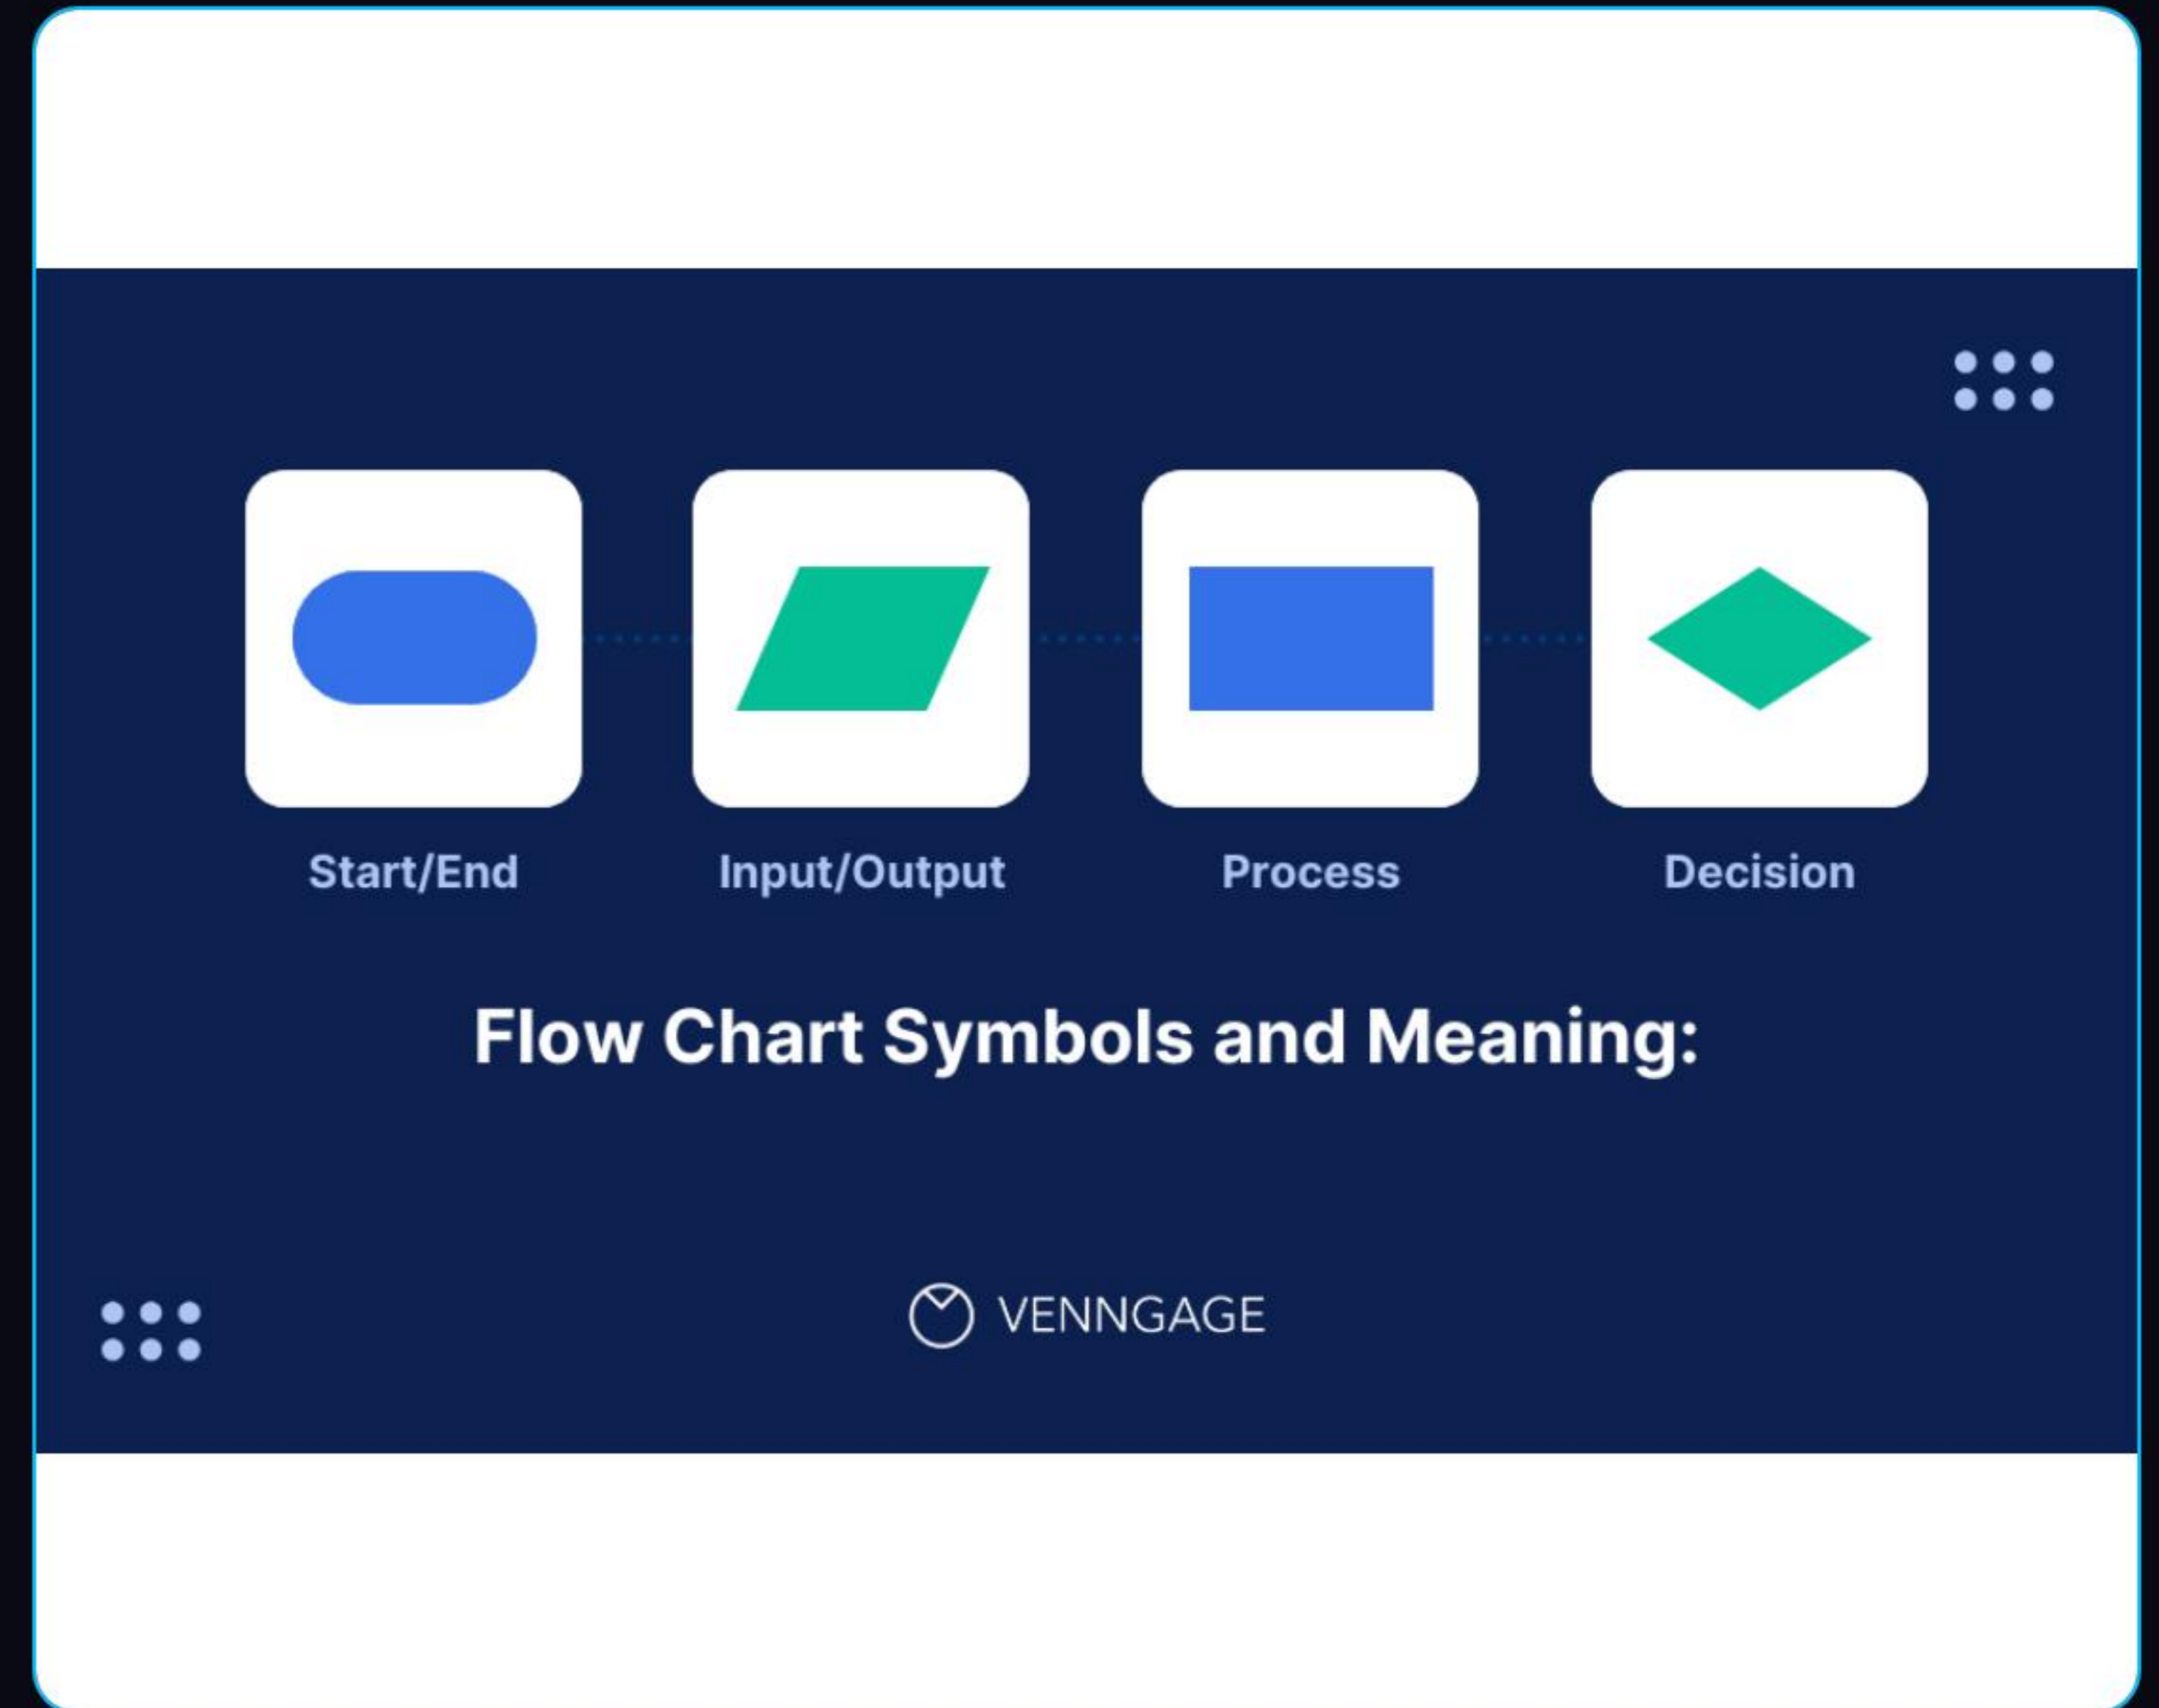 Start/End
Input/Output
Process
Decision
Flow Chart Symbols and Meaning:
VENNGAGE